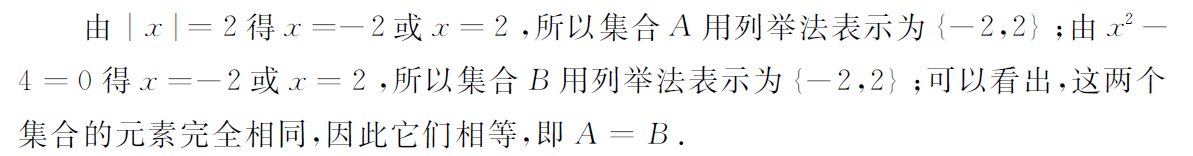 由 |x|=2 得 x=-2 或 x=2 ,所以集合 A 用列举法表示为 {-2,2} ;由 x²-
4=0 得 x=-2 或 x=2 ,所以集合 B 用列举法表示为 {-2,2} ;可以看出,这两个
集合的元素完全相同,因此它们相等,即 A=B .